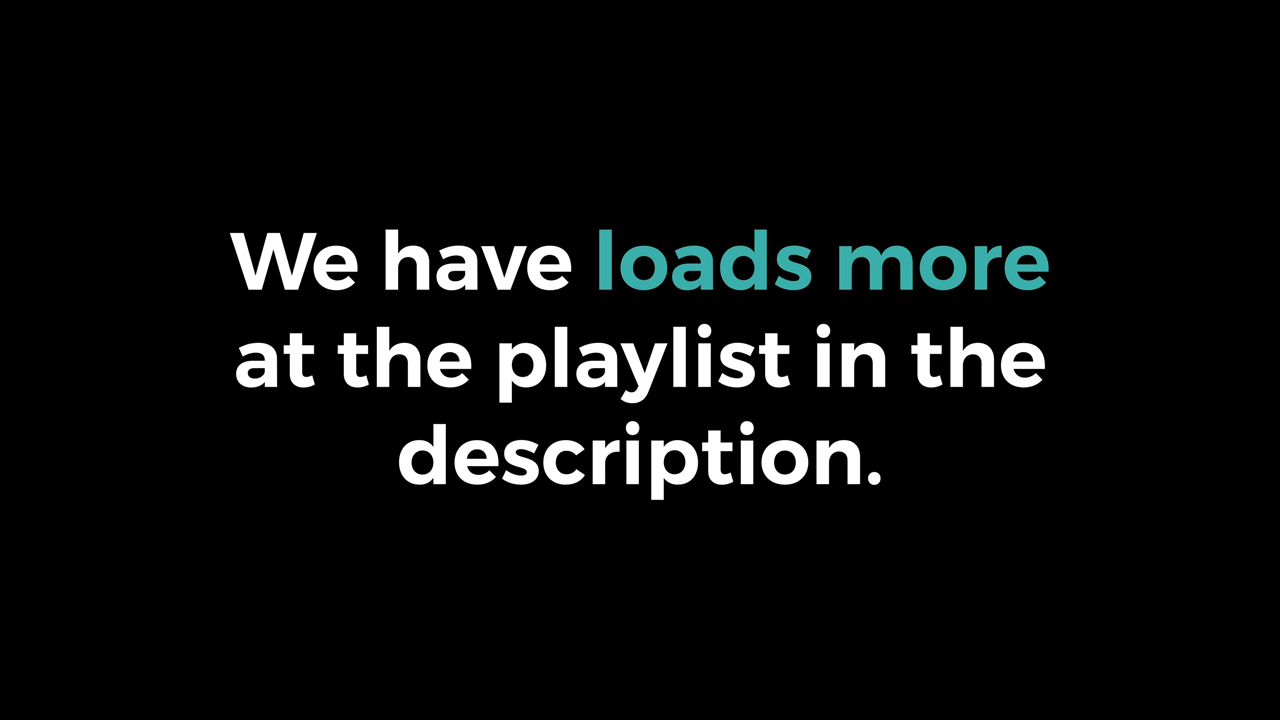 We have loads more
at the playlist in the
description.